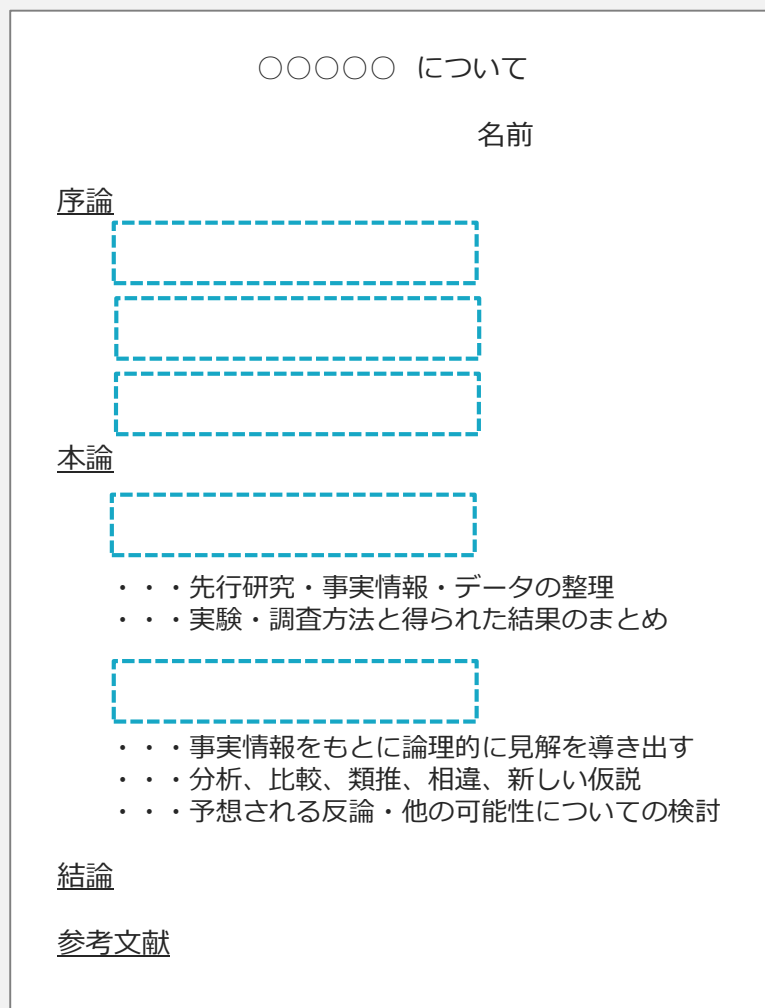 ○○○○○ について
名前
序論
本論
・・・先行研究・事実情報・データの整理
・・・実験・調査方法と得られた結果のまとめ
・・・事実情報をもとに論理的に見解を導き出す
・・・分析、比較、類推、相違、新しい仮説
・・・予想される反論・他の可能性についての検討
結論
参考文献